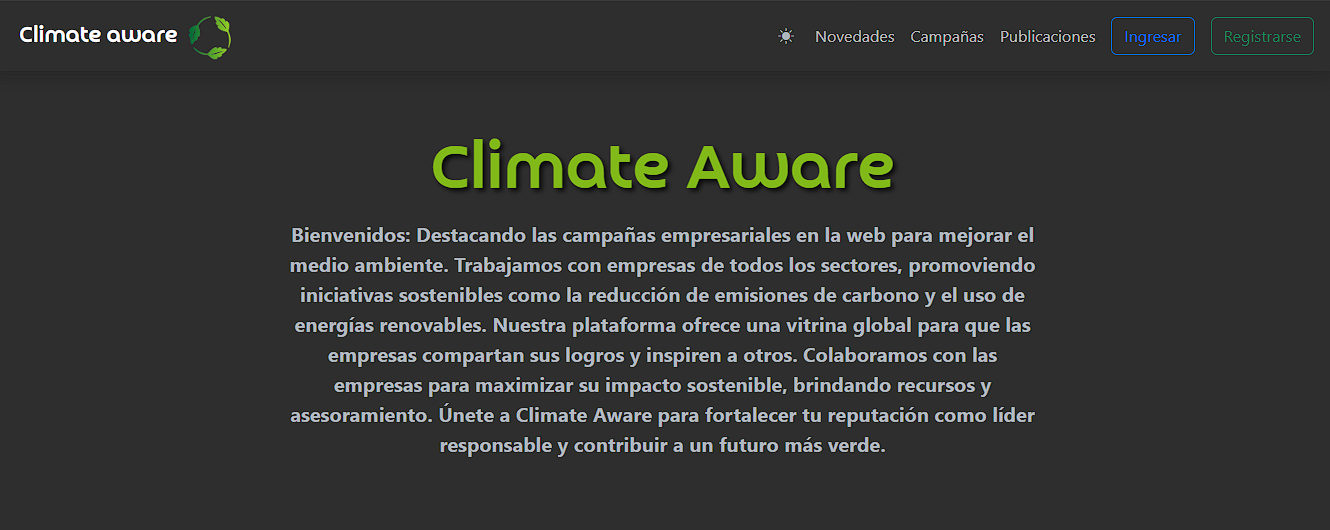 Climate aware
Novedades
Campañas
Publicaciones
Ingresar
Registrarse
Climate Aware
Bienvenidos: Destacando las campañas empresariales en la web para mejorar el
medio ambiente. Trabajamos con empresas de todos los sectores, promoviendo
iniciativas sostenibles como la reducción de emisiones de carbono y el uso de
energías renovables. Nuestra plataforma ofrece una vitrina global para que las
empresas compartan sus logros y inspiren a otros. Colaboramos con las
empresas para maximizar su impacto sostenible, brindando recursos y
asesoramiento. Únete a Climate Aware para fortalecer tu reputación como líder
responsable y contribuir a un futuro más verde.